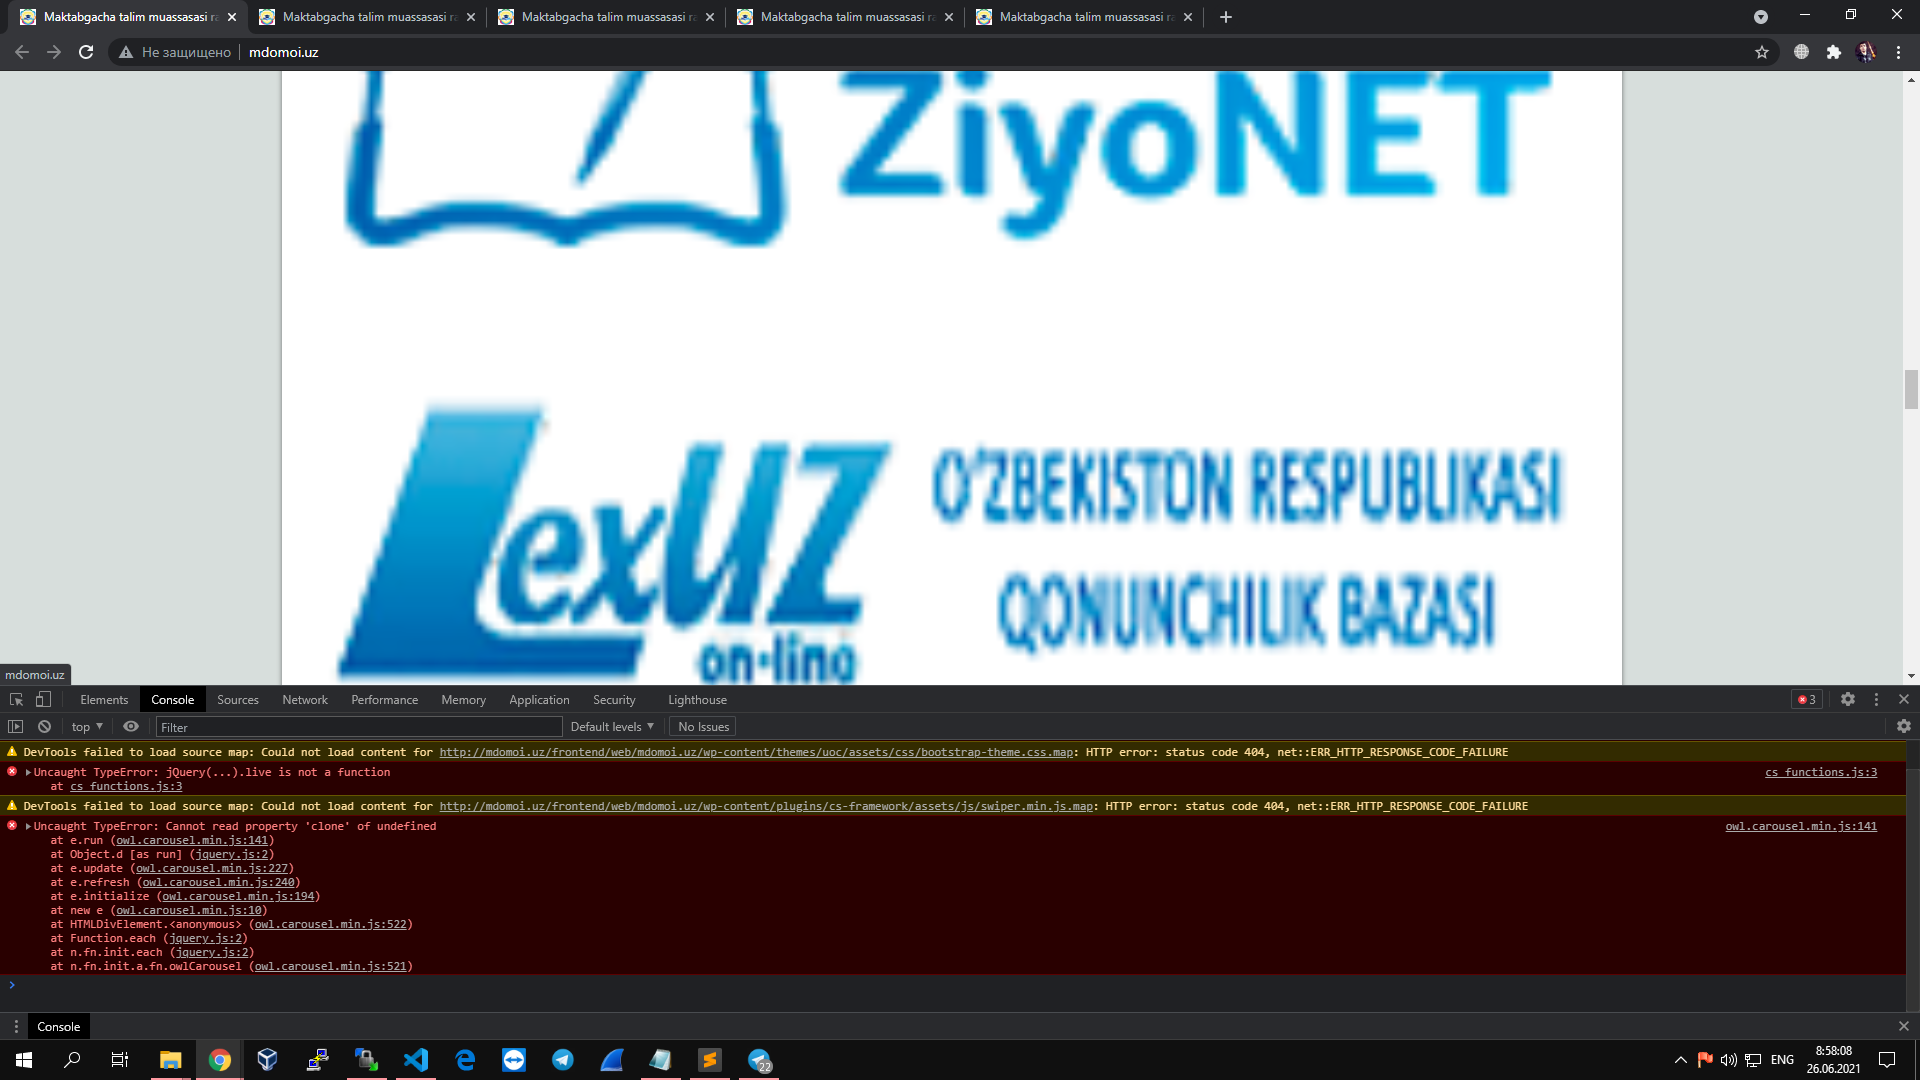 Maktabgacha talim muassasasi ra
Maktabgacha talim muassasasi ra
Maktabgacha talim muassasasi ra
Maktabgacha talim muassasasi ra
Maktabgacha talim muassasasi ra
Не защищено mdomoi.uz
ZiyoNET
LexUZ
on-line
O'ZBEKISTON RESPUBLIKASI
QONUNCHILIK BAZASI
mdomoi.uz
Elements Console Sources Network Performance Memory Application Security Lighthouse 3
top Filter Default levels No Issues
DevTools failed to load source map: Could not load content for http://mdomoi.uz/frontend/web/mdomoi.uz/wp-content/themes/uoc/assets/css/bootstrap-theme.css.map: HTTP error: status code 404, net::ERR_HTTP_RESPONSE_CODE_FAILURE
Uncaught TypeError: jQuery(...).live is not a function cs_functions.js:3
at cs_functions.js:3
DevTools failed to load source map: Could not load content for http://mdomoi.uz/frontend/web/mdomoi.uz/wp-content/plugins/cs-framework/assets/js/swiper.min.js.map: HTTP error: status code 404, net::ERR_HTTP_RESPONSE_CODE_FAILURE
Uncaught TypeError: Cannot read property 'clone' of undefined owl.carousel.min.js:141
at e.run (owl.carousel.min.js:141)
at Object.d [as run] (jquery.js:2)
at e.update (owl.carousel.min.js:227)
at e.refresh (owl.carousel.min.js:240)
at e.initialize (owl.carousel.min.js:194)
at new e (owl.carousel.min.js:10)
at HTMLDivElement.<anonymous> (owl.carousel.min.js:522)
at Function.each (jquery.js:2)
at n.fn.init.each (jquery.js:2)
at n.fn.init.a.fn.owlCarousel (owl.carousel.min.js:521)
Console
22
ENG
8:58:08
26.06.2021